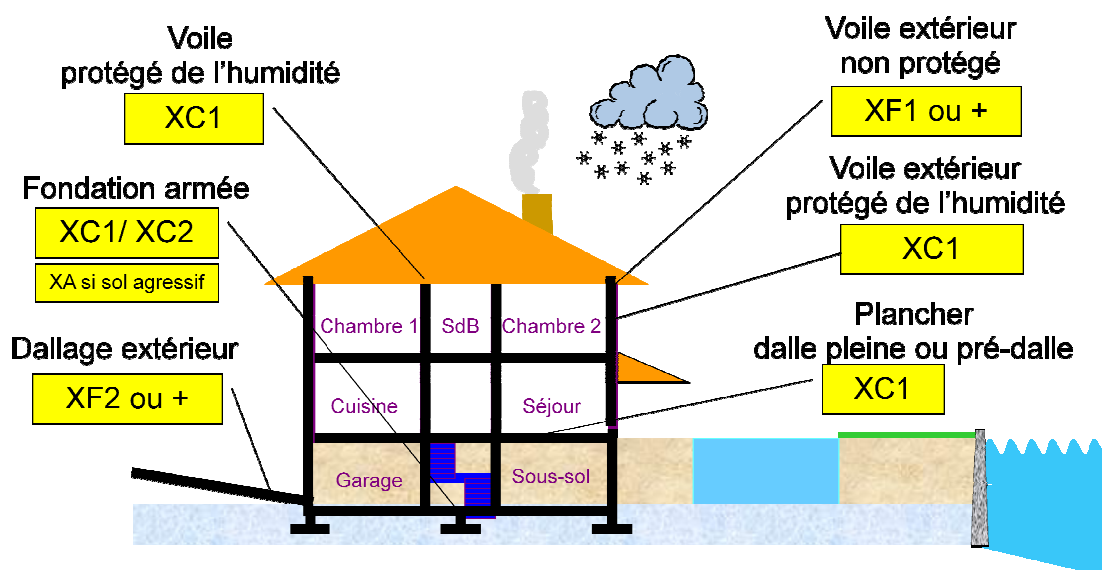 Voile
protégé de l'humidité
XC1
Fondation armée
XC1/ XC2
XA si sol agressif
Dallage extérieur
XF2 ou +
Voile extérieur
non protégé
XF1 ou +
Voile extérieur
protégé de l'humidité
XC1
Plancher
dalle pleine ou pré-dalle
XC1
Chambre 1
SdB
Chambre 2
Cuisine
Séjour
Garage
Sous-sol